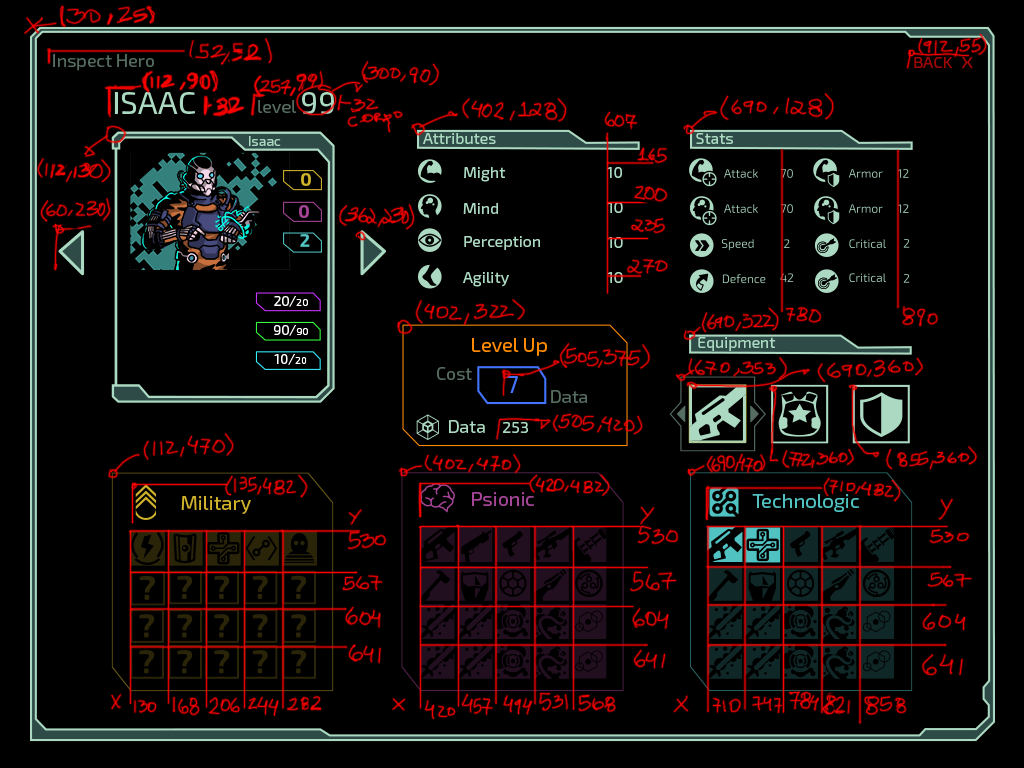 (30,25)
(52,52)
(912,55)
Inspect Hero
BACK X
(112,90)
(257,99)
(300,90)
ISAAC
level 99
(402,128)
(690,128)
607
Attributes
Stats
Isaac
(112,130)
165
0
Might
10
Attack
70
Armor
12
200
(60,230)
(362,230)
0
Mind
10
Attack
70
Armor
12
235
2
Perception
10
Speed
2
Critical
2
270
Agility
10
Defence
42
Critical
2
20/20
(402,322)
(690,322)
780
890
90/90
Level Up
Equipment
10/20
(505,375)
(670,353)
(690,360)
Cost
7
Data
Data
253
(505,420)
(112,470)
(402,470)
(690,470)
(772,360)
(855,360)
(135,482)
(420,482)
(710,482)
Military
Psionic
Technologic
Y
Y
Y
530
530
530
567
567
567
? ? ? ? ?
604
604
604
? ? ? ? ?
641
641
641
? ? ? ? ?
X 130 168 206 244 282
X 420 457 494 531 568
X 710 747 784 821 858